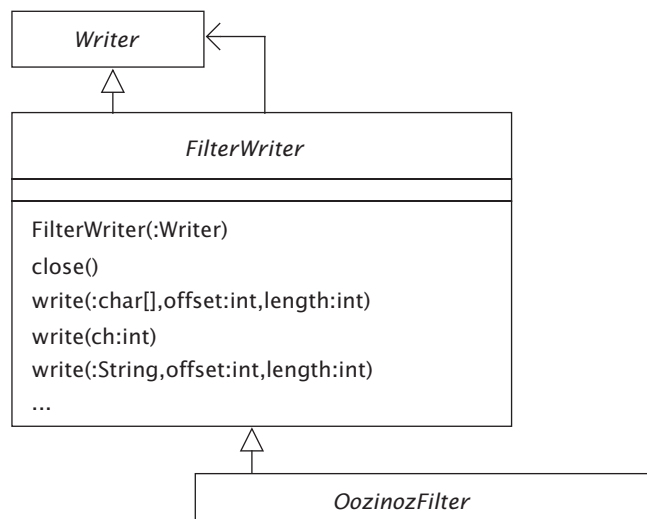 Writer
FilterWriter
FilterWriter(:Writer)
close()
write(:char[],offset:int,length:int)
write(ch:int)
write(:String,offset:int,length:int)
...
OozinozFilter